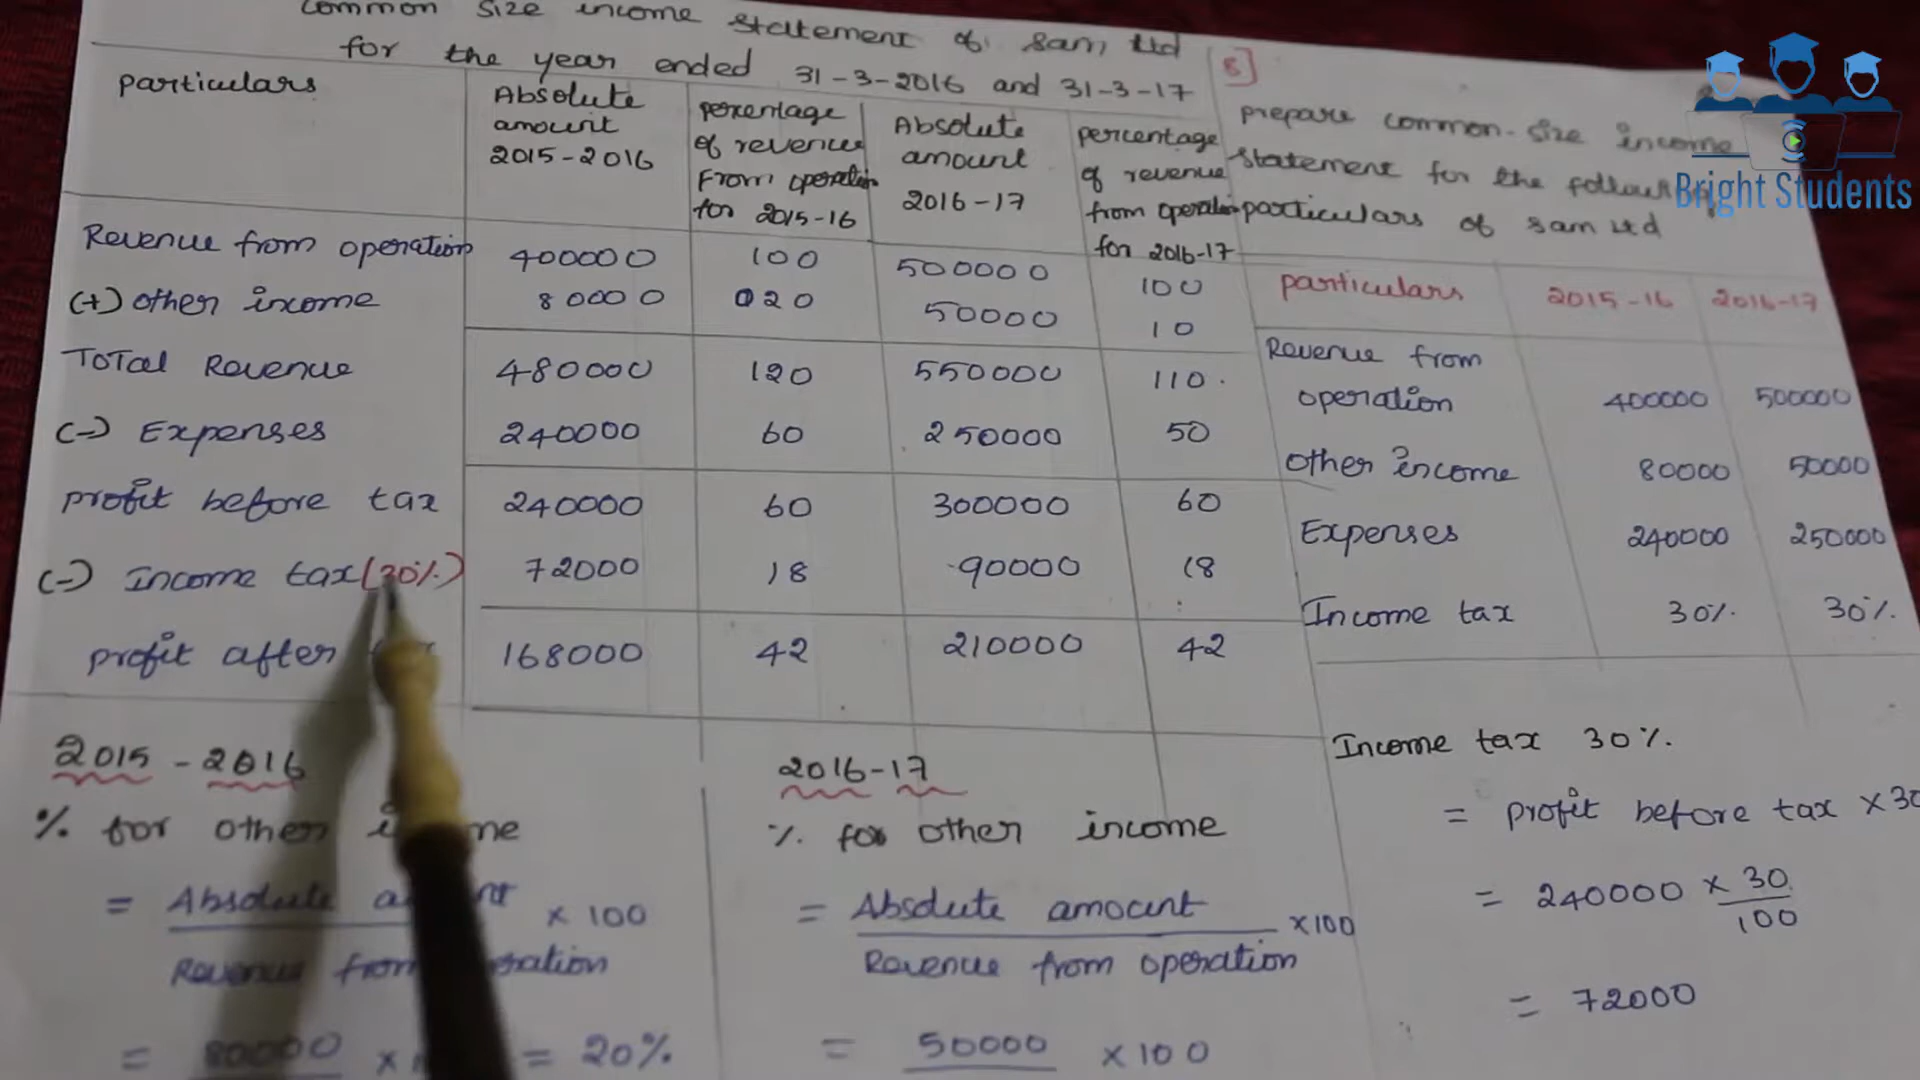 common size income statement of sam ltd
for the year ended 31-3-2016 and 31-3-17
particulars
Absolute
amount
2015-2016
percentage
of revenue
From operation
for 2015-16
Absolute
amount
2016-17
percentage
of revenue
from operation
for 2016-17
Revenue from operation 400000 100 500000 100
(+) other income 80000 020 50000 10
Total Revenue 480000 120 550000 110
(-) Expenses 240000 60 250000 50
profit before tax 240000 60 300000 60
(-) Income tax (30%) 72000 18 90000 18
profit after 168000 42 210000 42
prepare common-size income
statement for the
particulars of sam ltd
particulars 2015-16 2016-17
Revenue from
operation 400000 500000
other income 80000 50000
Expenses 240000 250000
Income tax 30% 30%
Income tax 30%
= profit before tax x 30
= 240000 x 30
100
= 72000
2015-2016
% for other income
= Absolute amount x 100
Revenue from operation
= 80000 x = 20%
2016-17
% for other income
= Absolute amount x100
Revenue from operation
= 50000 x 100
Bright Students